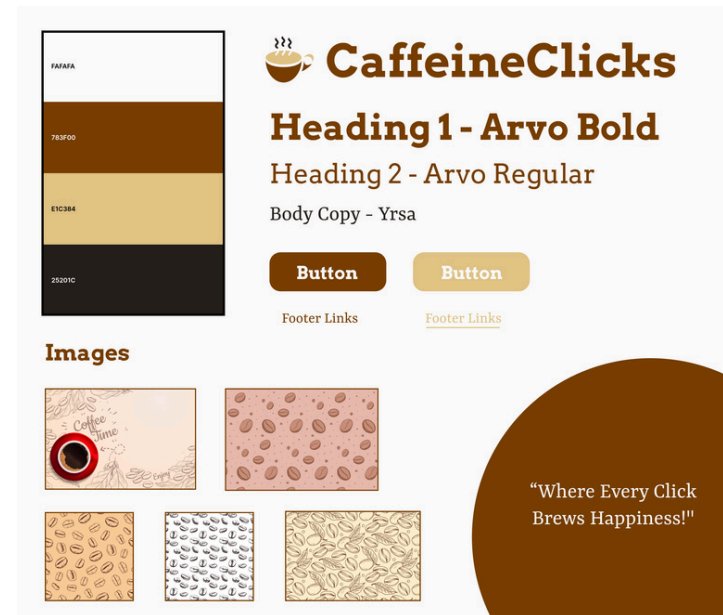 FAFAFA
783F00
E1C384
25201C
CaffeineClicks
Heading 1 - Arvo Bold
Heading 2 - Arvo Regular
Body Copy - Yrsa
Button
Button
Footer Links
Footer Links
Images
Coffee
Time
Enjoy
“Where Every Click
Brews Happiness!"